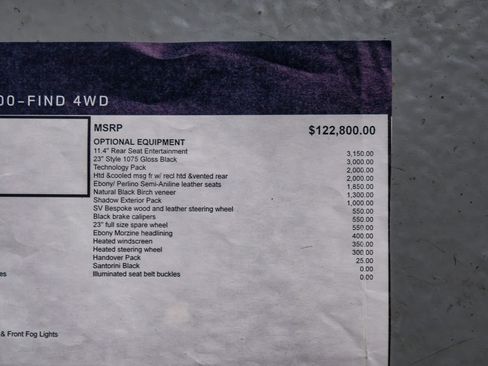 00-FIND 4WD
MSRP $122,800.00
OPTIONAL EQUIPMENT
11.4" Rear Seat Entertainment 3,150.00
23" Style 1075 Gloss Black 3,000.00
Technology Pack 2,000.00
Htd &cooled msg fr w/ recl htd &vented rear 2,000.00
Ebony/ Perlino Semi-Aniline leather seats 1,850.00
Natural Black Birch veneer 1,300.00
Shadow Exterior Pack 1,000.00
SV Bespoke wood and leather steering wheel 550.00
Black brake calipers 550.00
23" full size spare wheel 550.00
Ebony Morzine headlining 400.00
Heated windscreen 350.00
Heated steering wheel 300.00
Handover Pack 25.00
Santorini Black 0.00
Illuminated seat belt buckles 0.00
es
& Front Fog Lights